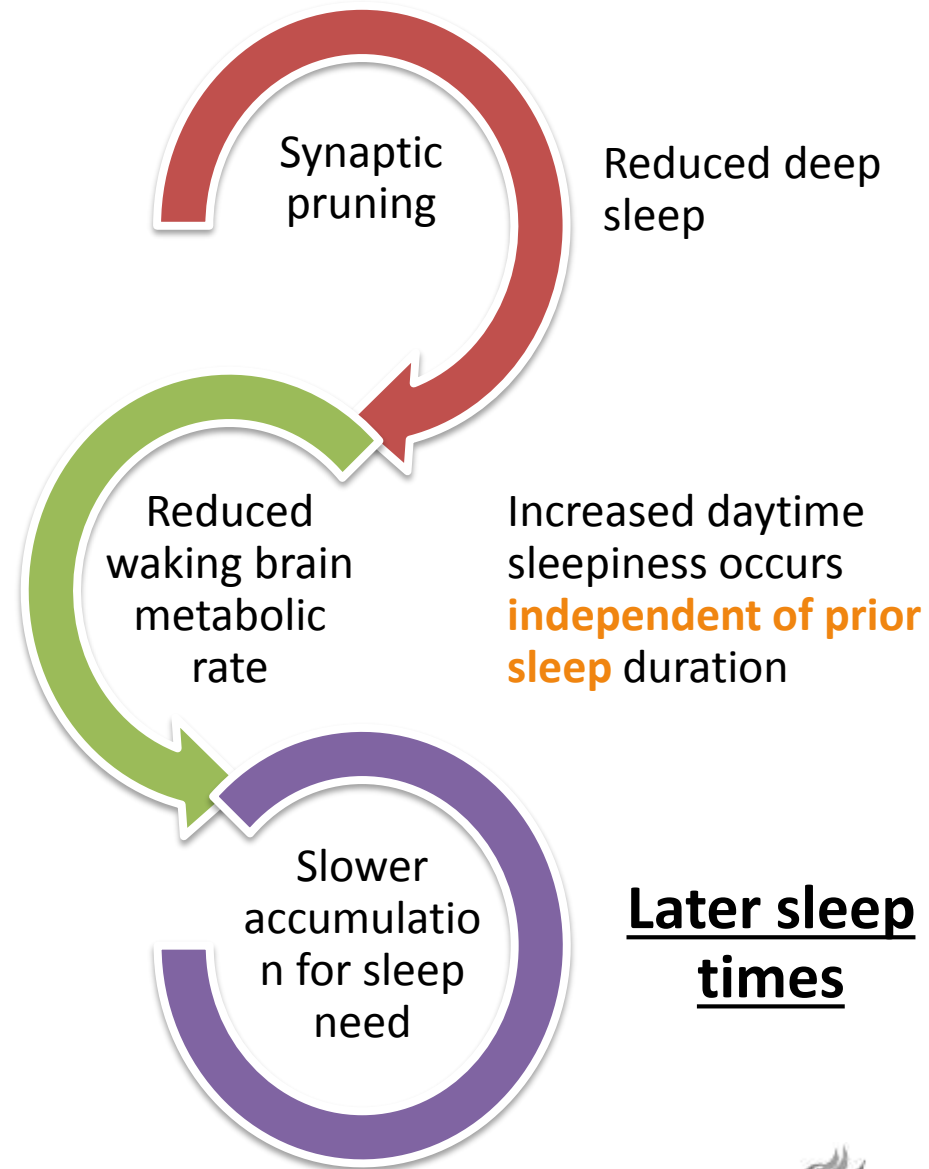 Synaptic
pruning
Reduced deep
sleep
Reduced
waking brain
metabolic
rate
Increased daytime
sleepiness occurs
independent of prior
sleep duration
Slower
accumulatio
n for sleep
need
Later sleep
times